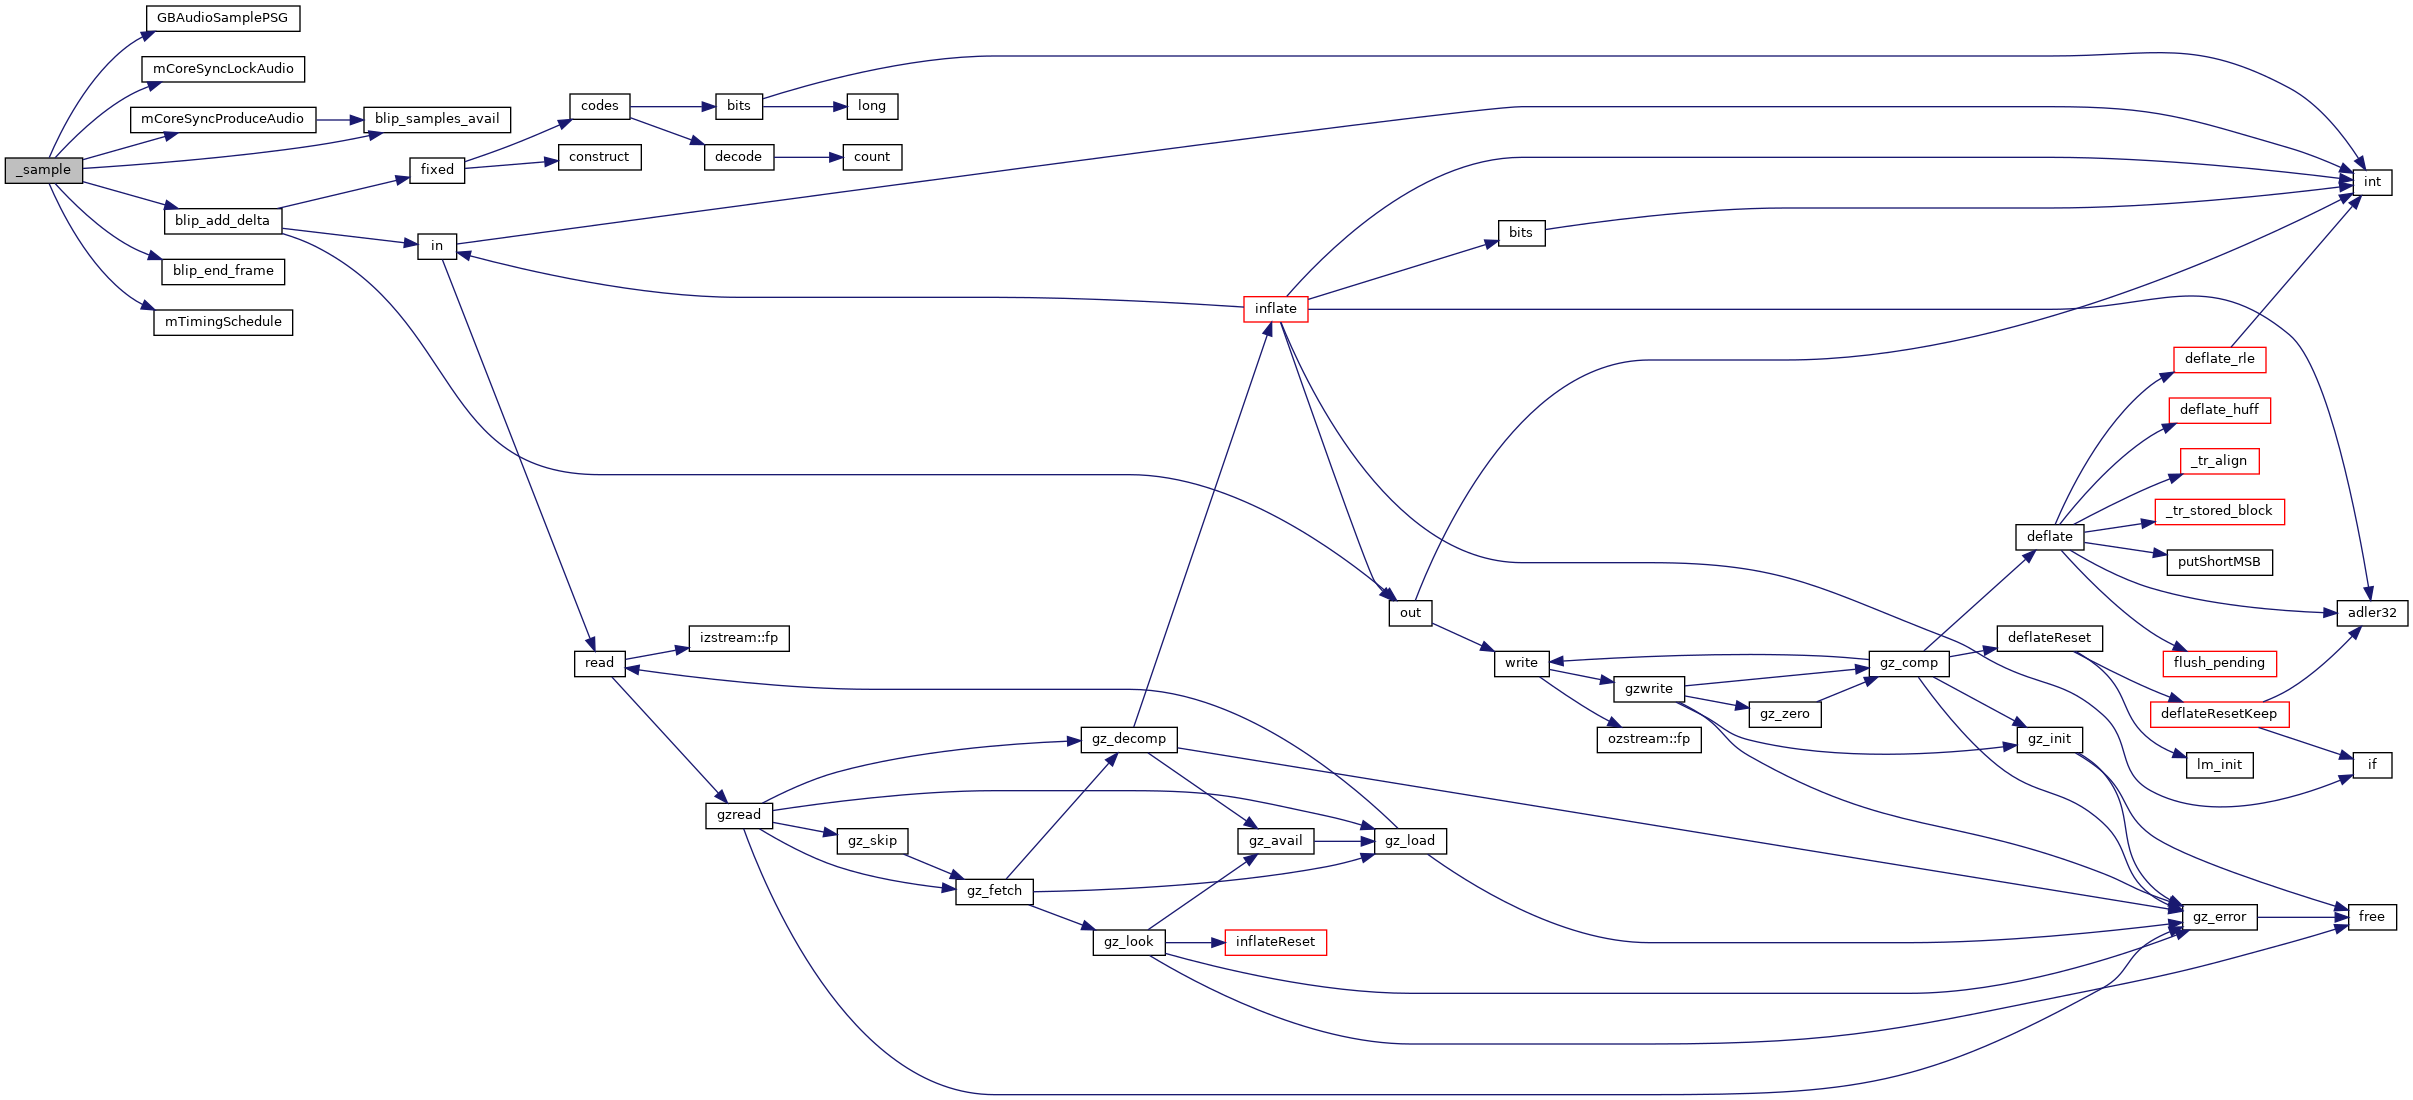 GBAudioSamplePSG
mCoreSyncLockAudio
mCoreSyncProduceAudio
blip_samples_avail
_sample
blip_add_delta
blip_end_frame
mTimingSchedule
fixed
in
codes
construct
bits
decode
long
count
int
inflate
bits
deflate_rle
deflate_huff
_tr_align
_tr_stored_block
deflate
putShortMSB
adler32
out
izstream::fp
read
write
gz_comp
deflateReset
flush_pending
gzwrite
gz_zero
deflateResetKeep
ozstream::fp
gz_init
gz_decomp
lm_init
if
gzread
gz_skip
gz_avail
gz_load
gz_fetch
gz_look
inflateReset
gz_error
free